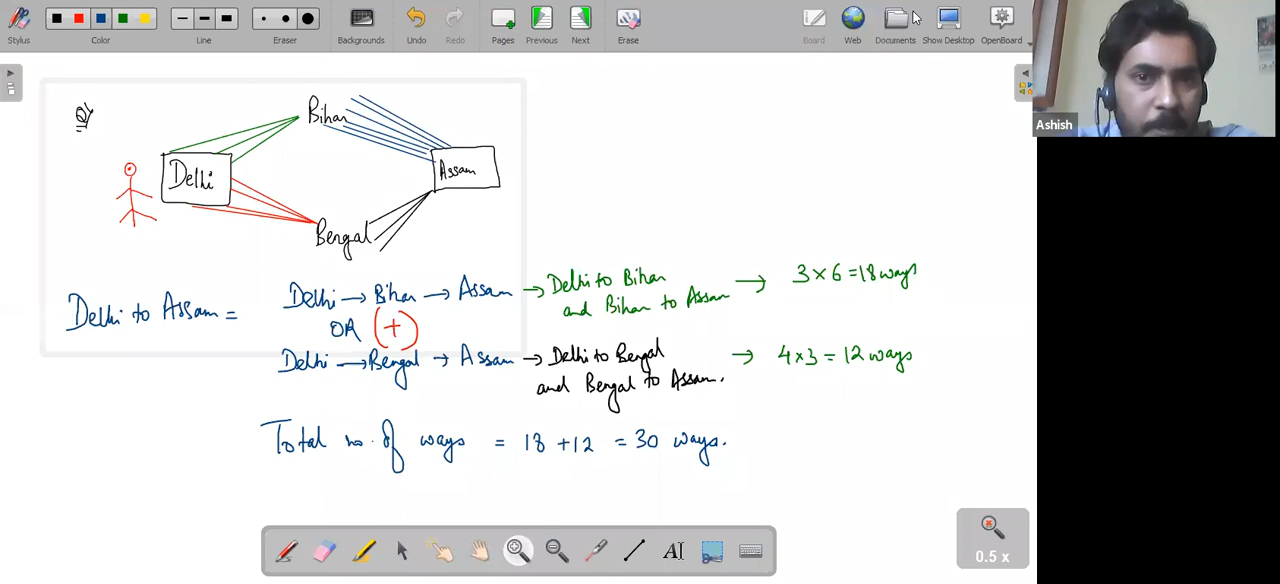 Stylus
Color
Line
Eraser
Backgrounds
Undo
Redo
Pages
Previous
Next
Erase
Board
Web
Documents
Show Desktop
OpenBoard
Ashish
Q
Bihar
Delhi
Assam
Bengal
Delhi to Assam =
Delhi → Bihar → Assam → Delhi to Bihar
and Bihar to Assam → 3 × 6 = 18 ways
OR (+)
Delhi → Bengal → Assam → Delhi to Bengal
and Bengal to Assam. → 4 × 3 = 12 ways
Total no. of ways = 18 + 12 = 30 ways.
0.5 x